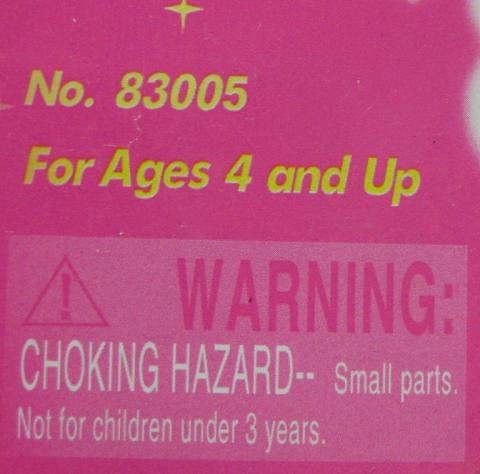 No. 83005
For Ages 4 and Up
WARNING:
CHOKING HAZARD-- Small parts.
Not for children under 3 years.